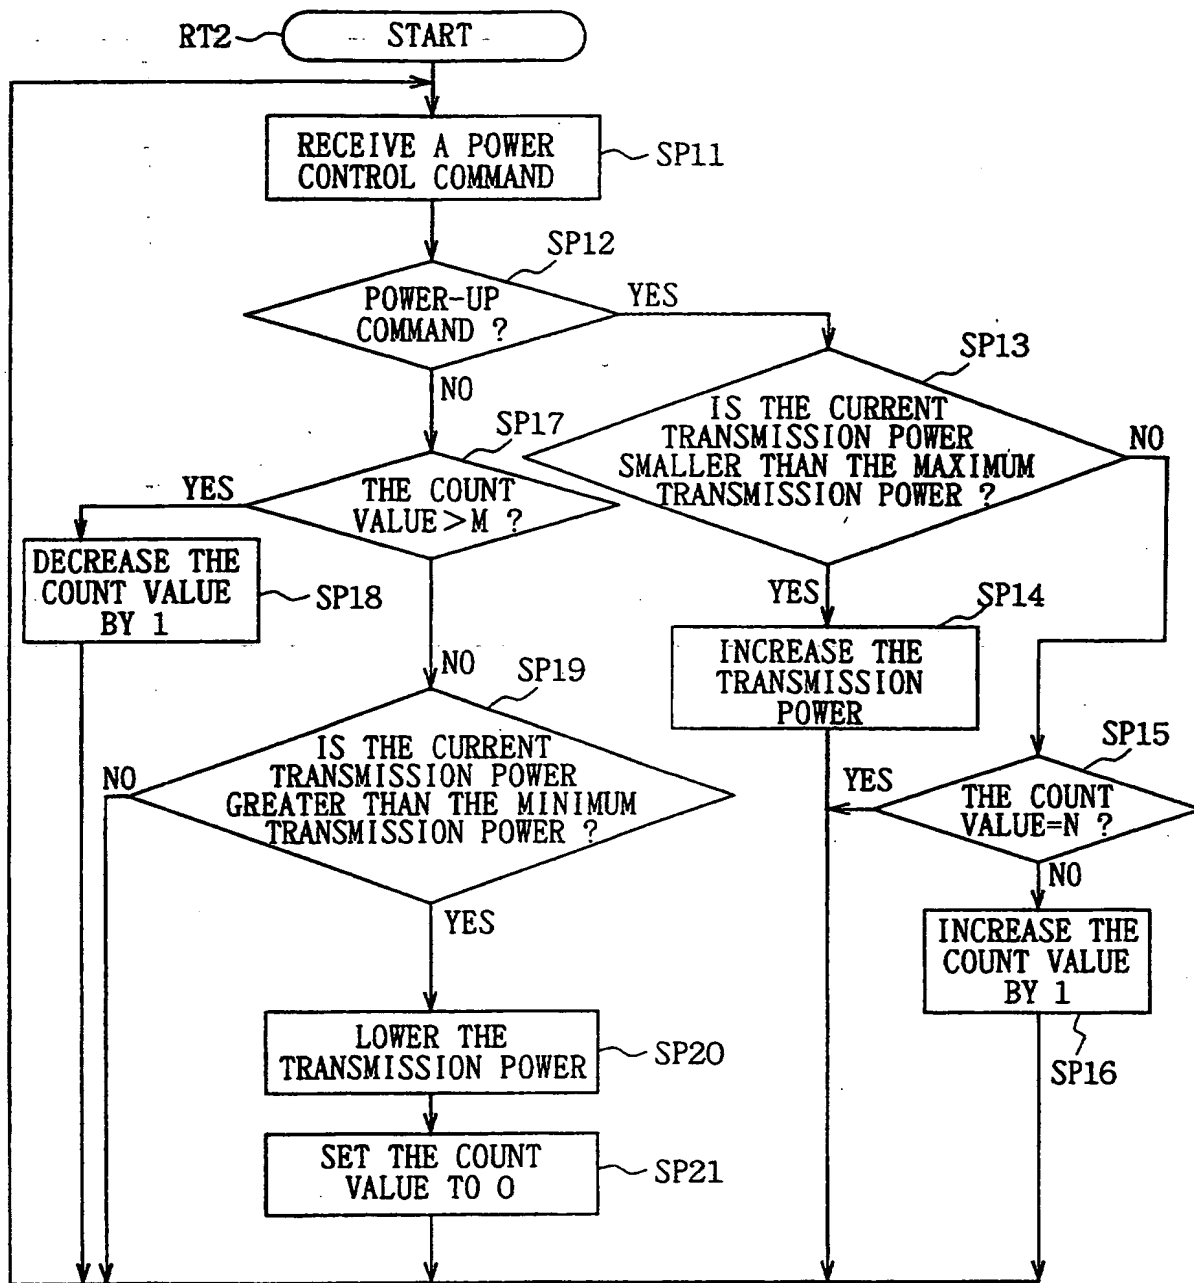 RT2
START
RECEIVE A POWER
CONTROL COMMAND
SP11
SP12
POWER-UP
COMMAND ?
YES
NO
SP13
IS THE CURRENT
TRANSMISSION POWER
SMALLER THAN THE MAXIMUM
TRANSMISSION POWER ?
NO
YES
SP17
THE COUNT
VALUE>M ?
YES
NO
DECREASE THE
COUNT VALUE
BY 1
SP18
SP14
INCREASE THE
TRANSMISSION
POWER
SP19
IS THE CURRENT
TRANSMISSION POWER
GREATER THAN THE MINIMUM
TRANSMISSION POWER ?
NO
YES
SP15
THE COUNT
VALUE=N ?
YES
NO
INCREASE THE
COUNT VALUE
BY 1
SP16
LOWER THE
TRANSMISSION POWER
SP20
SET THE COUNT
VALUE TO 0
SP21